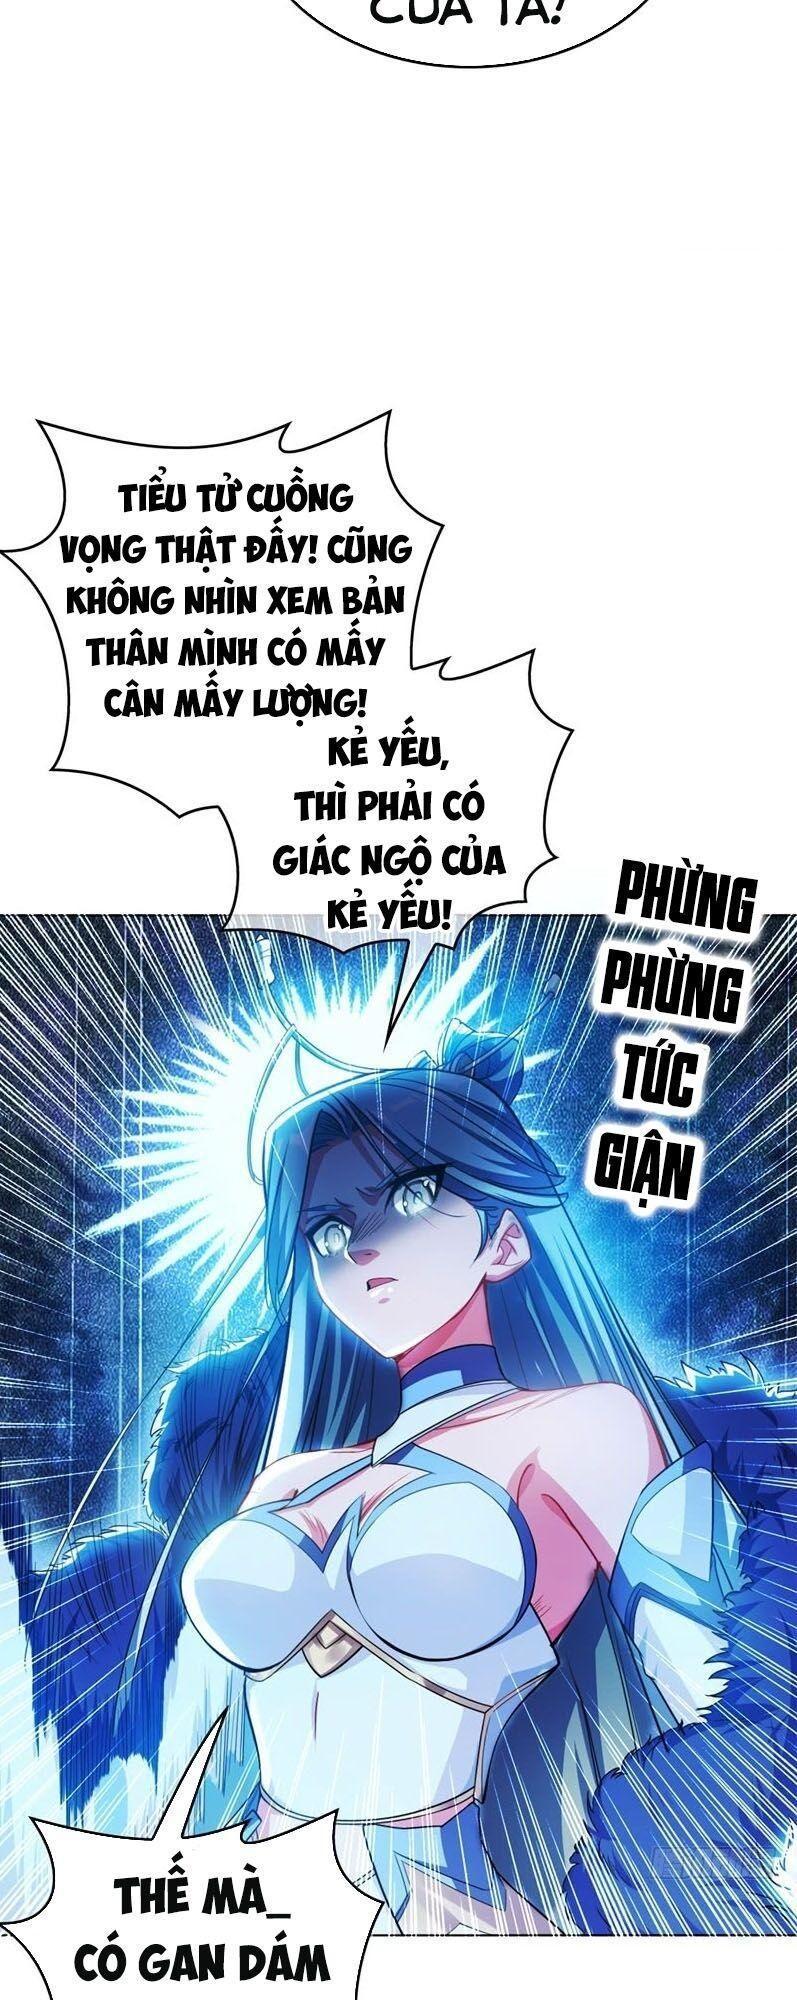 CỦA TA!
TIỂU TỬ CUỒNG
VỌNG THẬT ĐẤY! CŨNG
KHÔNG NHÌN XEM BẢN
THÂN MÌNH CÓ MẤY
CÂN MẤY LƯỢNG!
KẺ YẾU,
THÌ PHẢI CÓ
GIÁC NGỘ CỦA
KẺ YẾU!
PHỪNG
PHỪNG
TỨC
GIẬN
THẾ MÀ_
CÓ GAN DÁM